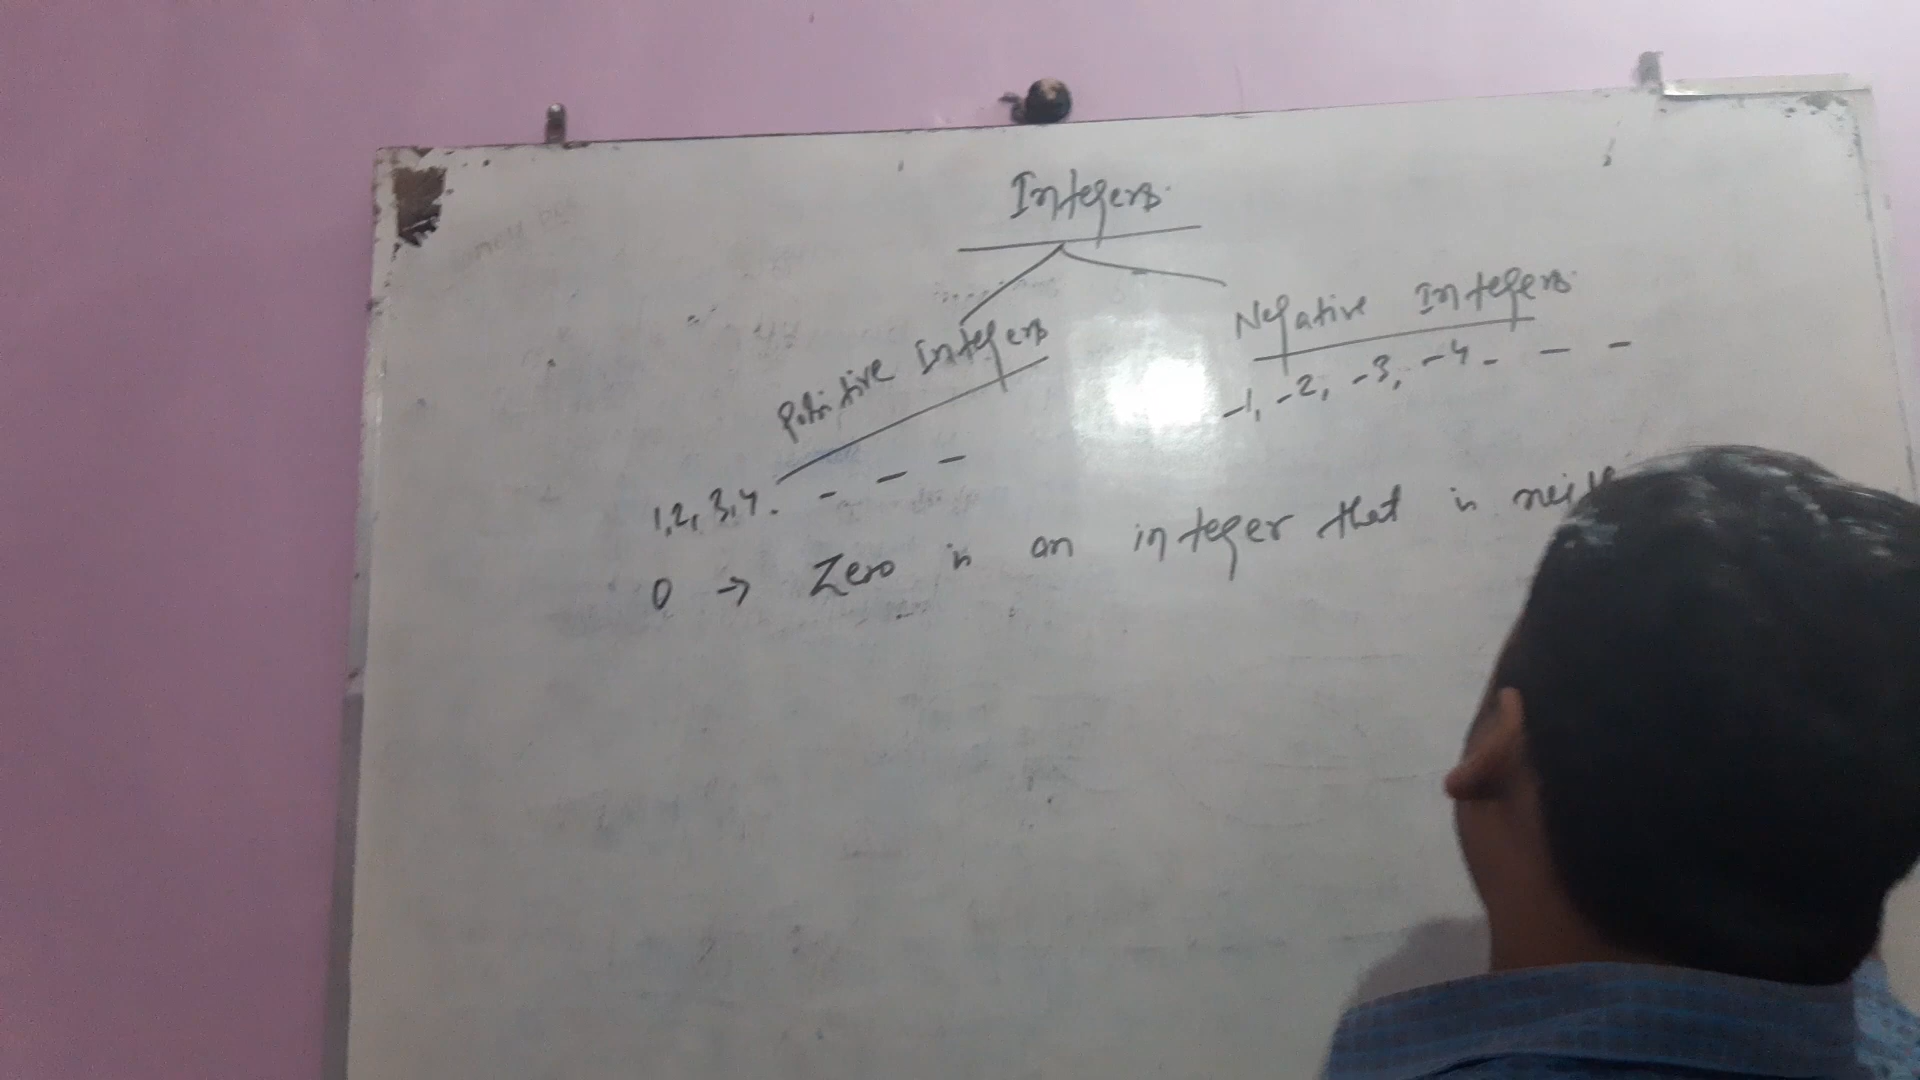 Integers.
Positive Integers
Negative Integers.
1, 2, 3, 4. - - -
-1, -2, -3, -4. - - -
0 → Zero is an integer that is